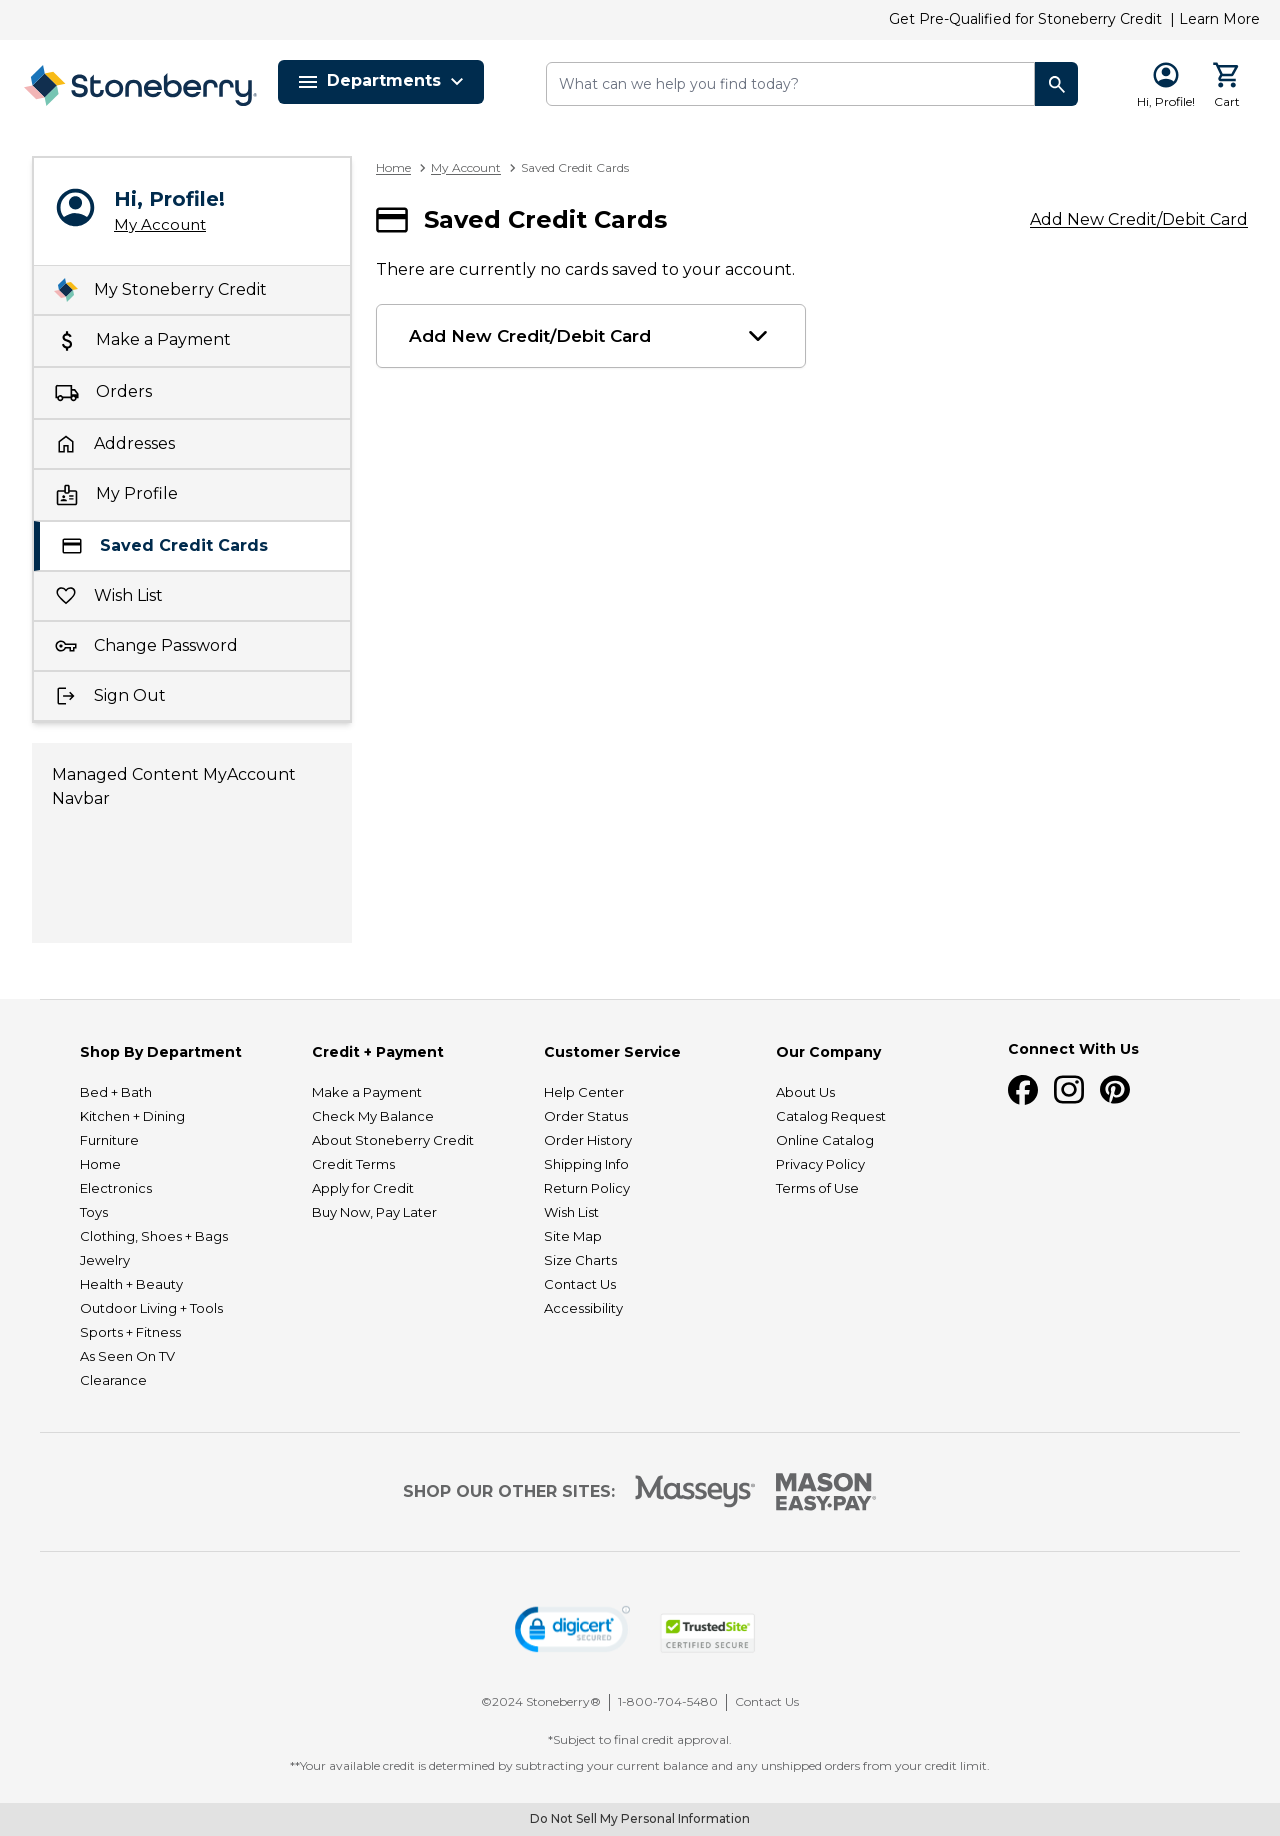 Get Pre-Qualified for Stoneberry Credit | Learn More
Stoneberry®
Departments
What can we help you find today?
Hi, Profile!
Cart
Hi, Profile!
My Account
My Stoneberry Credit
Make a Payment
Orders
Addresses
My Profile
Saved Credit Cards
Wish List
Change Password
Sign Out
Managed Content MyAccount
Navbar
Home > My Account > Saved Credit Cards
Saved Credit Cards
Add New Credit/Debit Card
There are currently no cards saved to your account.
Add New Credit/Debit Card
Shop By Department
Bed + Bath
Kitchen + Dining
Furniture
Home
Electronics
Toys
Clothing, Shoes + Bags
Jewelry
Health + Beauty
Outdoor Living + Tools
Sports + Fitness
As Seen On TV
Clearance
Credit + Payment
Make a Payment
Check My Balance
About Stoneberry Credit
Credit Terms
Apply for Credit
Buy Now, Pay Later
Customer Service
Help Center
Order Status
Order History
Shipping Info
Return Policy
Wish List
Site Map
Size Charts
Contact Us
Accessibility
Our Company
About Us
Catalog Request
Online Catalog
Privacy Policy
Terms of Use
Connect With Us
SHOP OUR OTHER SITES:
Masseys®
MASON
EASY·PAY®
digicert®
SECURED
TrustedSite®
CERTIFIED SECURE
©2024 Stoneberry® | 1-800-704-5480 | Contact Us
*Subject to final credit approval.
**Your available credit is determined by subtracting your current balance and any unshipped orders from your credit limit.
Do Not Sell My Personal Information